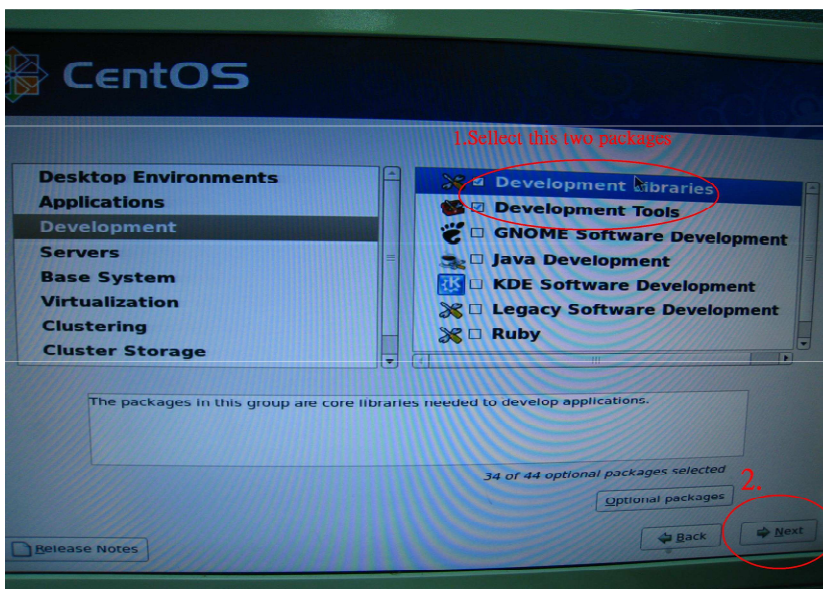 CentOS
1.Sellect this two packages
Desktop Environments
Applications
Development
Servers
Base System
Virtualization
Clustering
Cluster Storage
Development Libraries
Development Tools
GNOME Software Development
Java Development
KDE Software Development
Legacy Software Development
Ruby
The packages in this group are core libraries needed to develop applications.
34 of 44 optional packages selected
2.
Optional packages
Release Notes
Back
Next